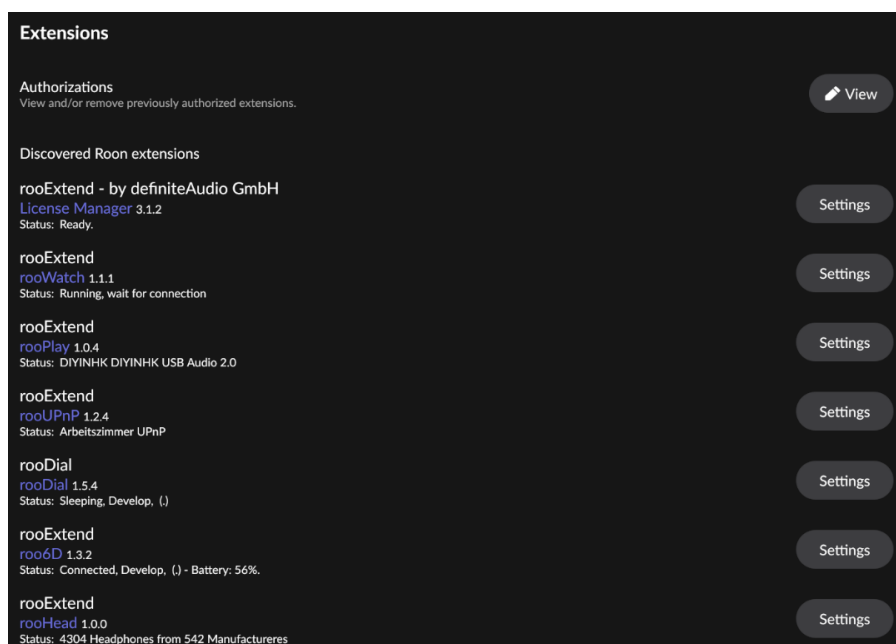 Extensions
Authorizations
View and/or remove previously authorized extensions.
View
Discovered Roon extensions
rooExtend - by definiteAudio GmbH
License Manager 3.1.2
Status: Ready.
Settings
rooExtend
rooWatch 1.1.1
Status: Running, wait for connection
Settings
rooExtend
rooPlay 1.0.4
Status: DIYINHK DIYINHK USB Audio 2.0
Settings
rooExtend
rooUPnP 1.2.4
Status: Arbeitszimmer UPnP
Settings
rooDial
rooDial 1.5.4
Status: Sleeping, Develop, (.)
Settings
rooExtend
roo6D 1.3.2
Status: Connected, Develop, (.) - Battery: 56%.
Settings
rooExtend
rooHead 1.0.0
Status: 4304 Headphones from 542 Manufactureres
Settings